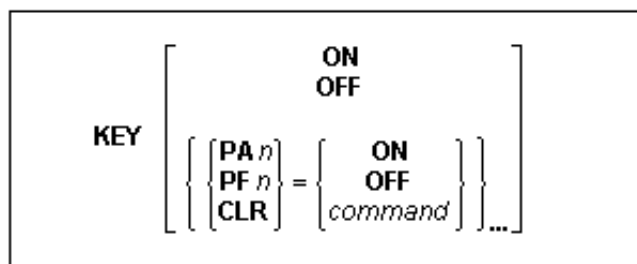 ON
OFF
KEY
PA n ON
PF n = OFF
CLR command ...